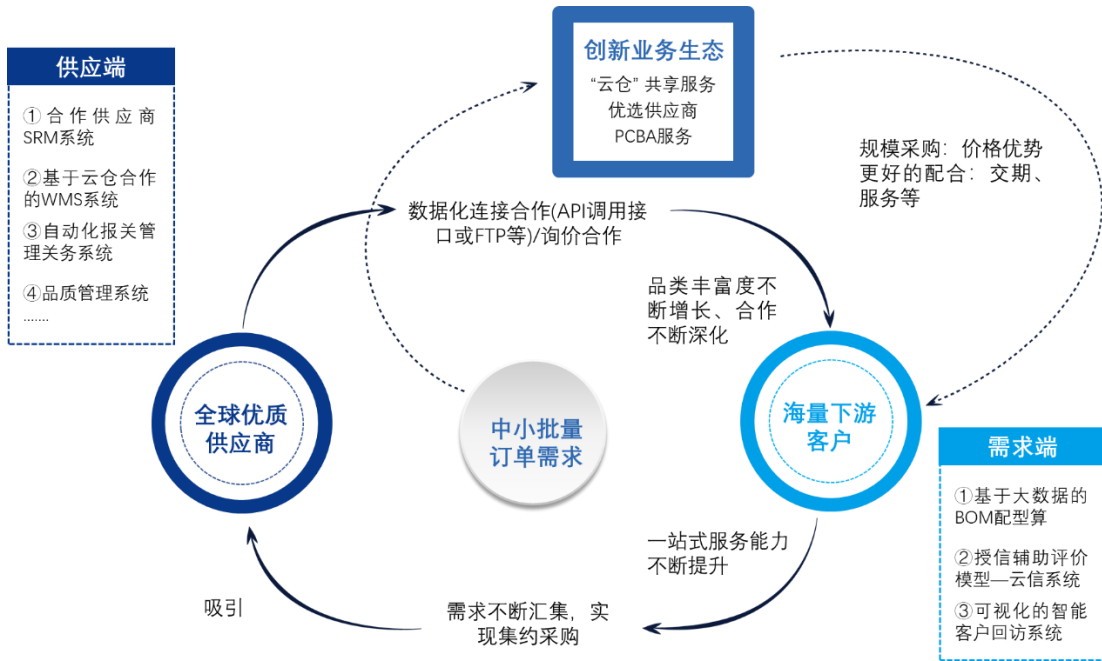 创新业务生态
“云仓” 共享服务
优选供应商
PCBA服务
供应端
①合作供应商
SRM系统
②基于云仓合作
的WMS系统
③自动化报关管
理关务系统
④品质管理系统
.......
规模采购：价格优势
更好的配合：交期、
服务等
数据化连接合作(API调用接
口或FTP等)/询价合作
品类丰富度不
断增长、合作
不断深化
全球优质
供应商
中小批量
订单需求
海量下游
客户
需求端
①基于大数据的
BOM配型算
②授信辅助评价
模型—云信系统
③可视化的智能
客户回访系统
一站式服务能力
不断提升
需求不断汇集，实
现集约采购
吸引